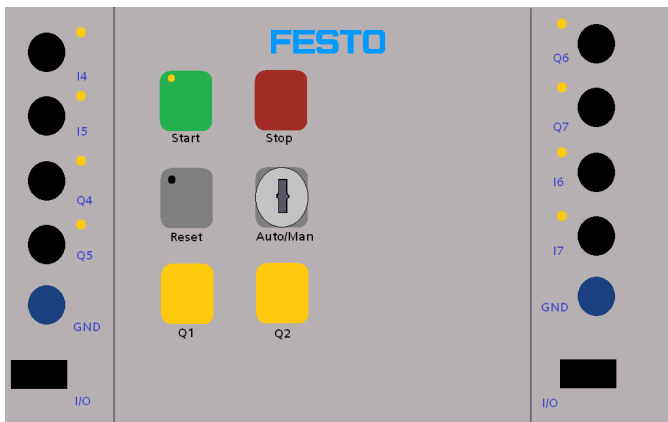 FESTO
I4
I5
Q4
Q5
GND
I/O
Start
Stop
Reset
Auto/Man
Q1
Q2
Q6
Q7
I6
I7
GND
I/O